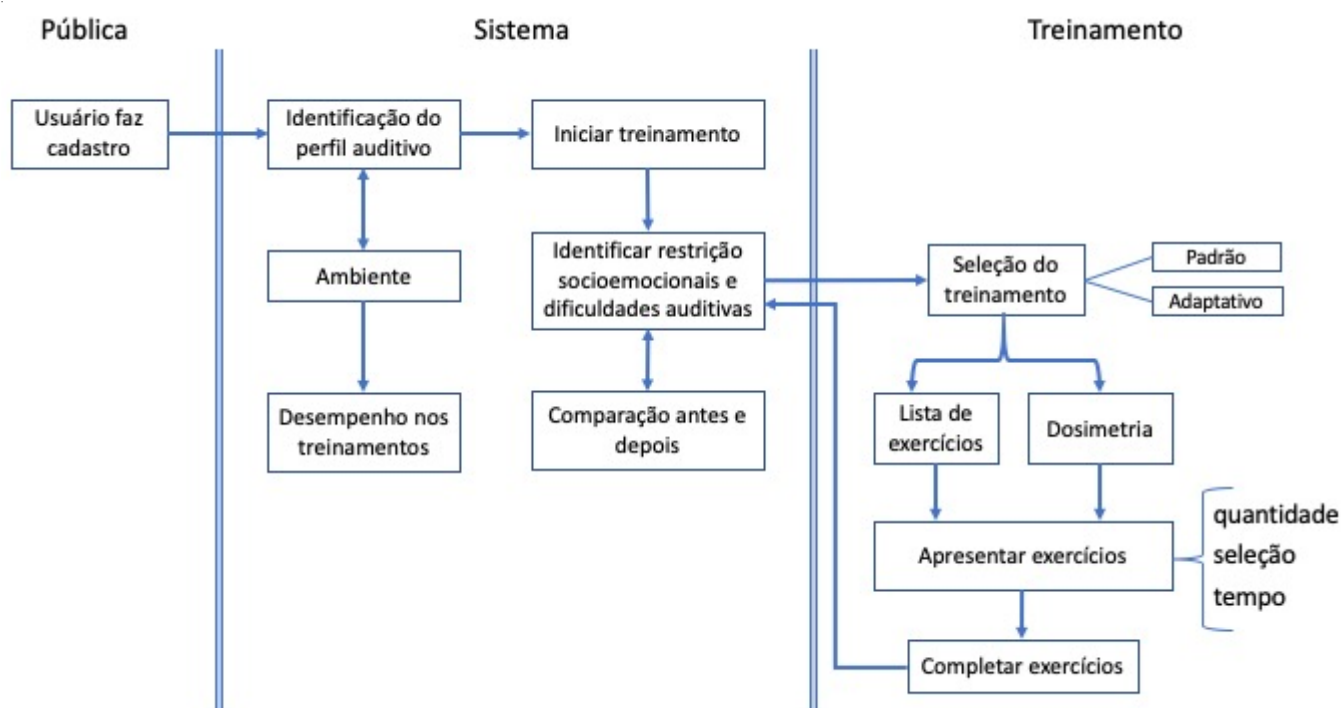 Pública
Sistema
Treinamento
Usuário faz
cadastro
Identificação do
perfil auditivo
Iniciar treinamento
Ambiente
Identificar restrição
socioemocionais e
dificuldades auditivas
Desempenho nos
treinamentos
Comparação antes e
depois
Seleção do
treinamento
Padrão
Adaptativo
Lista de
exercícios
Dosimetria
Apresentar exercícios
quantidade
seleção
tempo
Completar exercícios